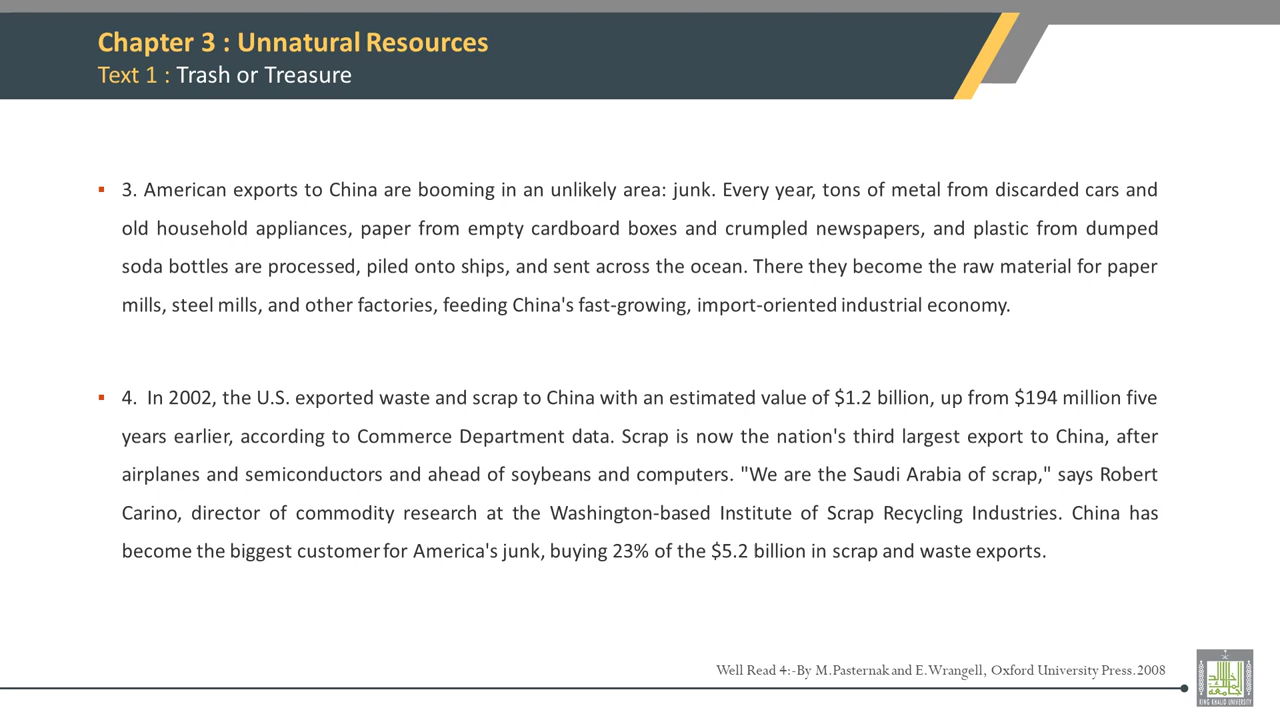 Chapter 3 : Unnatural Resources
Text 1 : Trash or Treasure
▪ 3. American exports to China are booming in an unlikely area: junk. Every year, tons of metal from discarded cars and
old household appliances, paper from empty cardboard boxes and crumpled newspapers, and plastic from dumped
soda bottles are processed, piled onto ships, and sent across the ocean. There they become the raw material for paper
mills, steel mills, and other factories, feeding China's fast-growing, import-oriented industrial economy.
▪ 4. In 2002, the U.S. exported waste and scrap to China with an estimated value of $1.2 billion, up from $194 million five
years earlier, according to Commerce Department data. Scrap is now the nation's third largest export to China, after
airplanes and semiconductors and ahead of soybeans and computers. "We are the Saudi Arabia of scrap," says Robert
Carino, director of commodity research at the Washington-based Institute of Scrap Recycling Industries. China has
become the biggest customer for America's junk, buying 23% of the $5.2 billion in scrap and waste exports.
Well Read 4:-By M.Pasternak and E.Wrangell, Oxford University Press.2008
KING KHALID UNIVERSITY